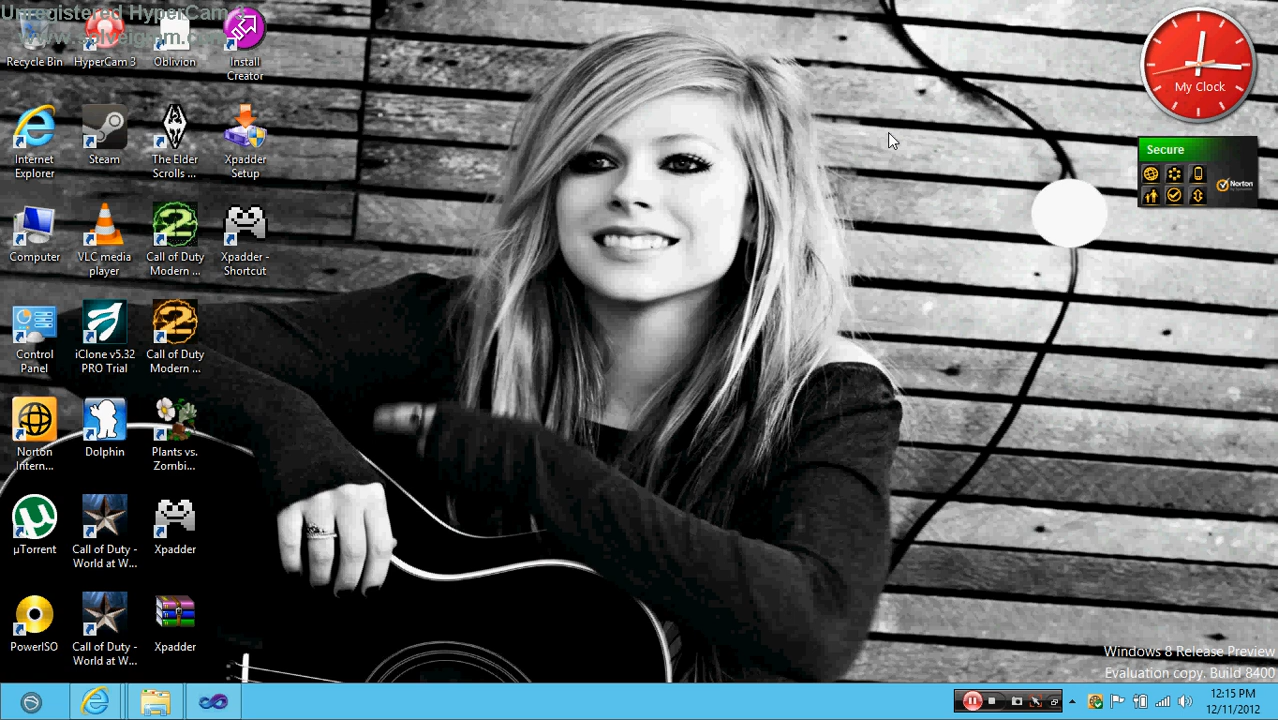 Unregistered HyperCam 3
Recycle Bin
HyperCam 3
Oblivion
Install
Creator
Internet
Explorer
Steam
The Elder
Scrolls ...
Xpadder
Setup
Computer
VLC media
player
Call of Duty
Modern ...
Xpadder -
Shortcut
Control
Panel
iClone v5.32
PRO Trial
Call of Duty
Modern ...
Norton
Intern...
Dolphin
Plants vs.
Zombi...
µTorrent
Call of Duty -
World at W...
Xpadder
PowerISO
Call of Duty -
World at W...
Xpadder
My Clock
Secure
Norton
Windows 8 Release Preview
Evaluation copy. Build 8400
12:15 PM
12/11/2012